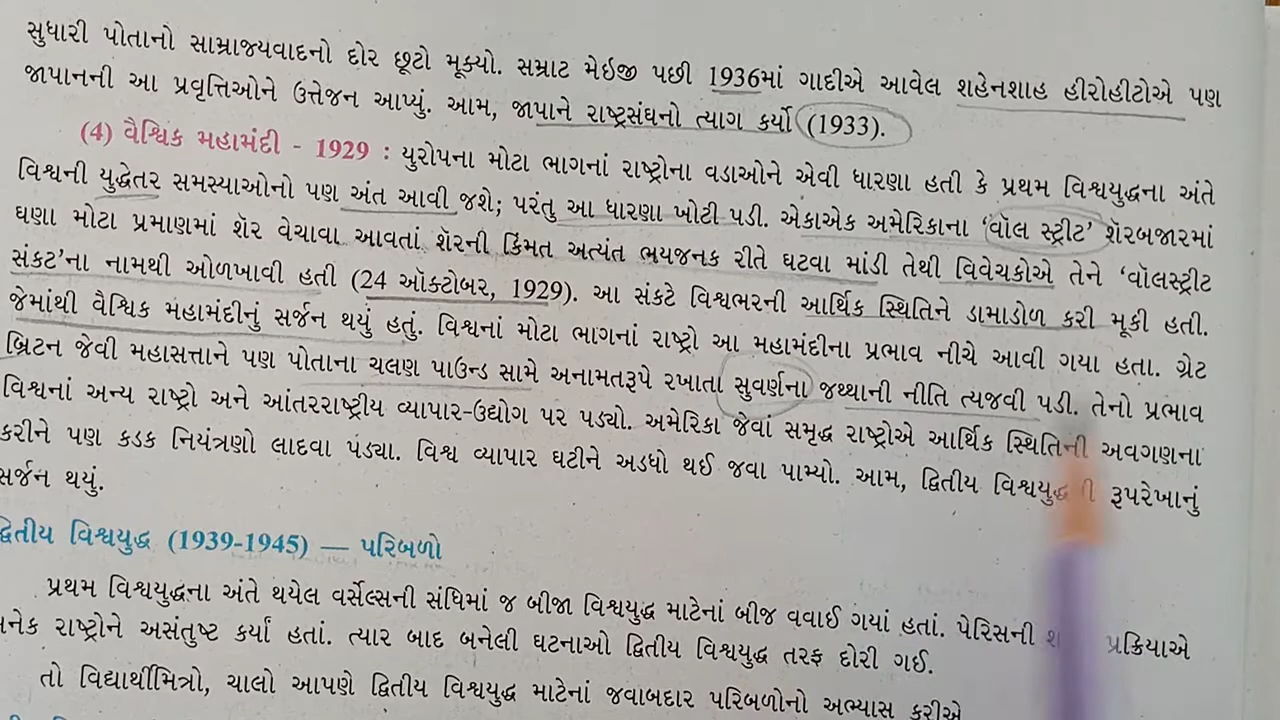 સુધારી પોતાનો સામ્રાજ્યવાદનો દોર છૂટો મૂક્યો. સમ્રાટ મેઇજી પછી 1936માં ગાદીએ આવેલ શહેનશાહ હીરોહીટોએ પણ
જાપાનની આ પ્રવૃત્તિઓને ઉત્તેજન આપ્યું. આમ, જાપાને રાષ્ટ્રસંઘનો ત્યાગ કર્યો (1933).
(4) વૈશ્વિક મહામંદી - 1929 : યુરોપના મોટા ભાગનાં રાષ્ટ્રોના વડાઓને એવી ધારણા હતી કે પ્રથમ વિશ્વયુદ્ધના અંતે
વિશ્વની યુદ્ધેતર સમસ્યાઓનો પણ અંત આવી જશે; પરંતુ આ ધારણા ખોટી પડી. એકાએક અમેરિકાના ‘વૉલ સ્ટ્રીટ’ શૅરબજારમાં
ઘણા મોટા પ્રમાણમાં શૅર વેચાવા આવતાં શૅરની કિંમત અત્યંત ભયજનક રીતે ઘટવા માંડી તેથી વિવેચકોએ તેને ‘વૉલસ્ટ્રીટ
સંકટ’ના નામથી ઓળખાવી હતી (24 ઑક્ટોબર, 1929). આ સંકટે વિશ્વભરની આર્થિક સ્થિતિને ડામાડોળ કરી મૂકી હતી.
જેમાંથી વૈશ્વિક મહામંદીનું સર્જન થયું હતું. વિશ્વનાં મોટા ભાગનાં રાષ્ટ્રો આ મહામંદીના પ્રભાવ નીચે આવી ગયા હતા. ગ્રેટ
બ્રિટન જેવી મહાસત્તાને પણ પોતાના ચલણ પાઉન્ડ સામે અનામતરૂપે રખાતા સુવર્ણના જથ્થાની નીતિ ત્યજવી પડી. તેનો પ્રભાવ
વિશ્વનાં અન્ય રાષ્ટ્રો અને આંતરરાષ્ટ્રીય વ્યાપાર-ઉદ્યોગ પર પડ્યો. અમેરિકા જેવાં સમૃદ્ધ રાષ્ટ્રોએ આર્થિક સ્થિતિની અવગણના
કરીને પણ કડક નિયંત્રણો લાદવા પડ્યા. વિશ્વ વ્યાપાર ઘટીને અડધો થઈ જવા પામ્યો. આમ, દ્વિતીય વિશ્વયુદ્ધની રૂપરેખાનું
સર્જન થયું.
દ્વિતીય વિશ્વયુદ્ધ (1939-1945) — પરિબળો
પ્રથમ વિશ્વયુદ્ધના અંતે થયેલ વર્સેલ્સની સંધિમાં જ બીજા વિશ્વયુદ્ધ માટેનાં બીજ વવાઈ ગયાં હતાં. પેરિસની પ્રક્રિયાએ
અનેક રાષ્ટ્રોને અસંતુષ્ટ કર્યાં હતાં. ત્યાર બાદ બનેલી ઘટનાઓ દ્વિતીય વિશ્વયુદ્ધ તરફ દોરી ગઈ.
તો વિદ્યાર્થીમિત્રો, ચાલો આપણે દ્વિતીય વિશ્વયુદ્ધ માટેનાં જવાબદાર પરિબળોનો અભ્યાસ કરીએ